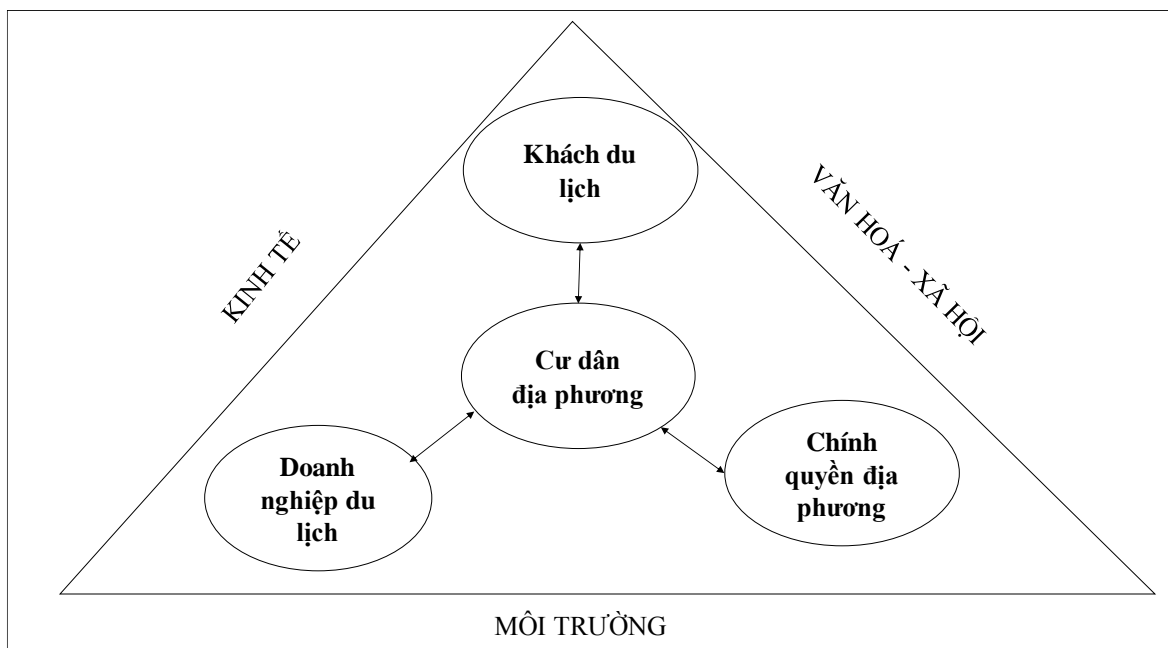 Khách du
lịch
VĂN HOÁ - XÃ HỘI
KINH TẾ
Cư dân
địa phương
Chính
quyền địa
phương
Doanh
nghiệp du
lịch
MÔI TRƯỜNG